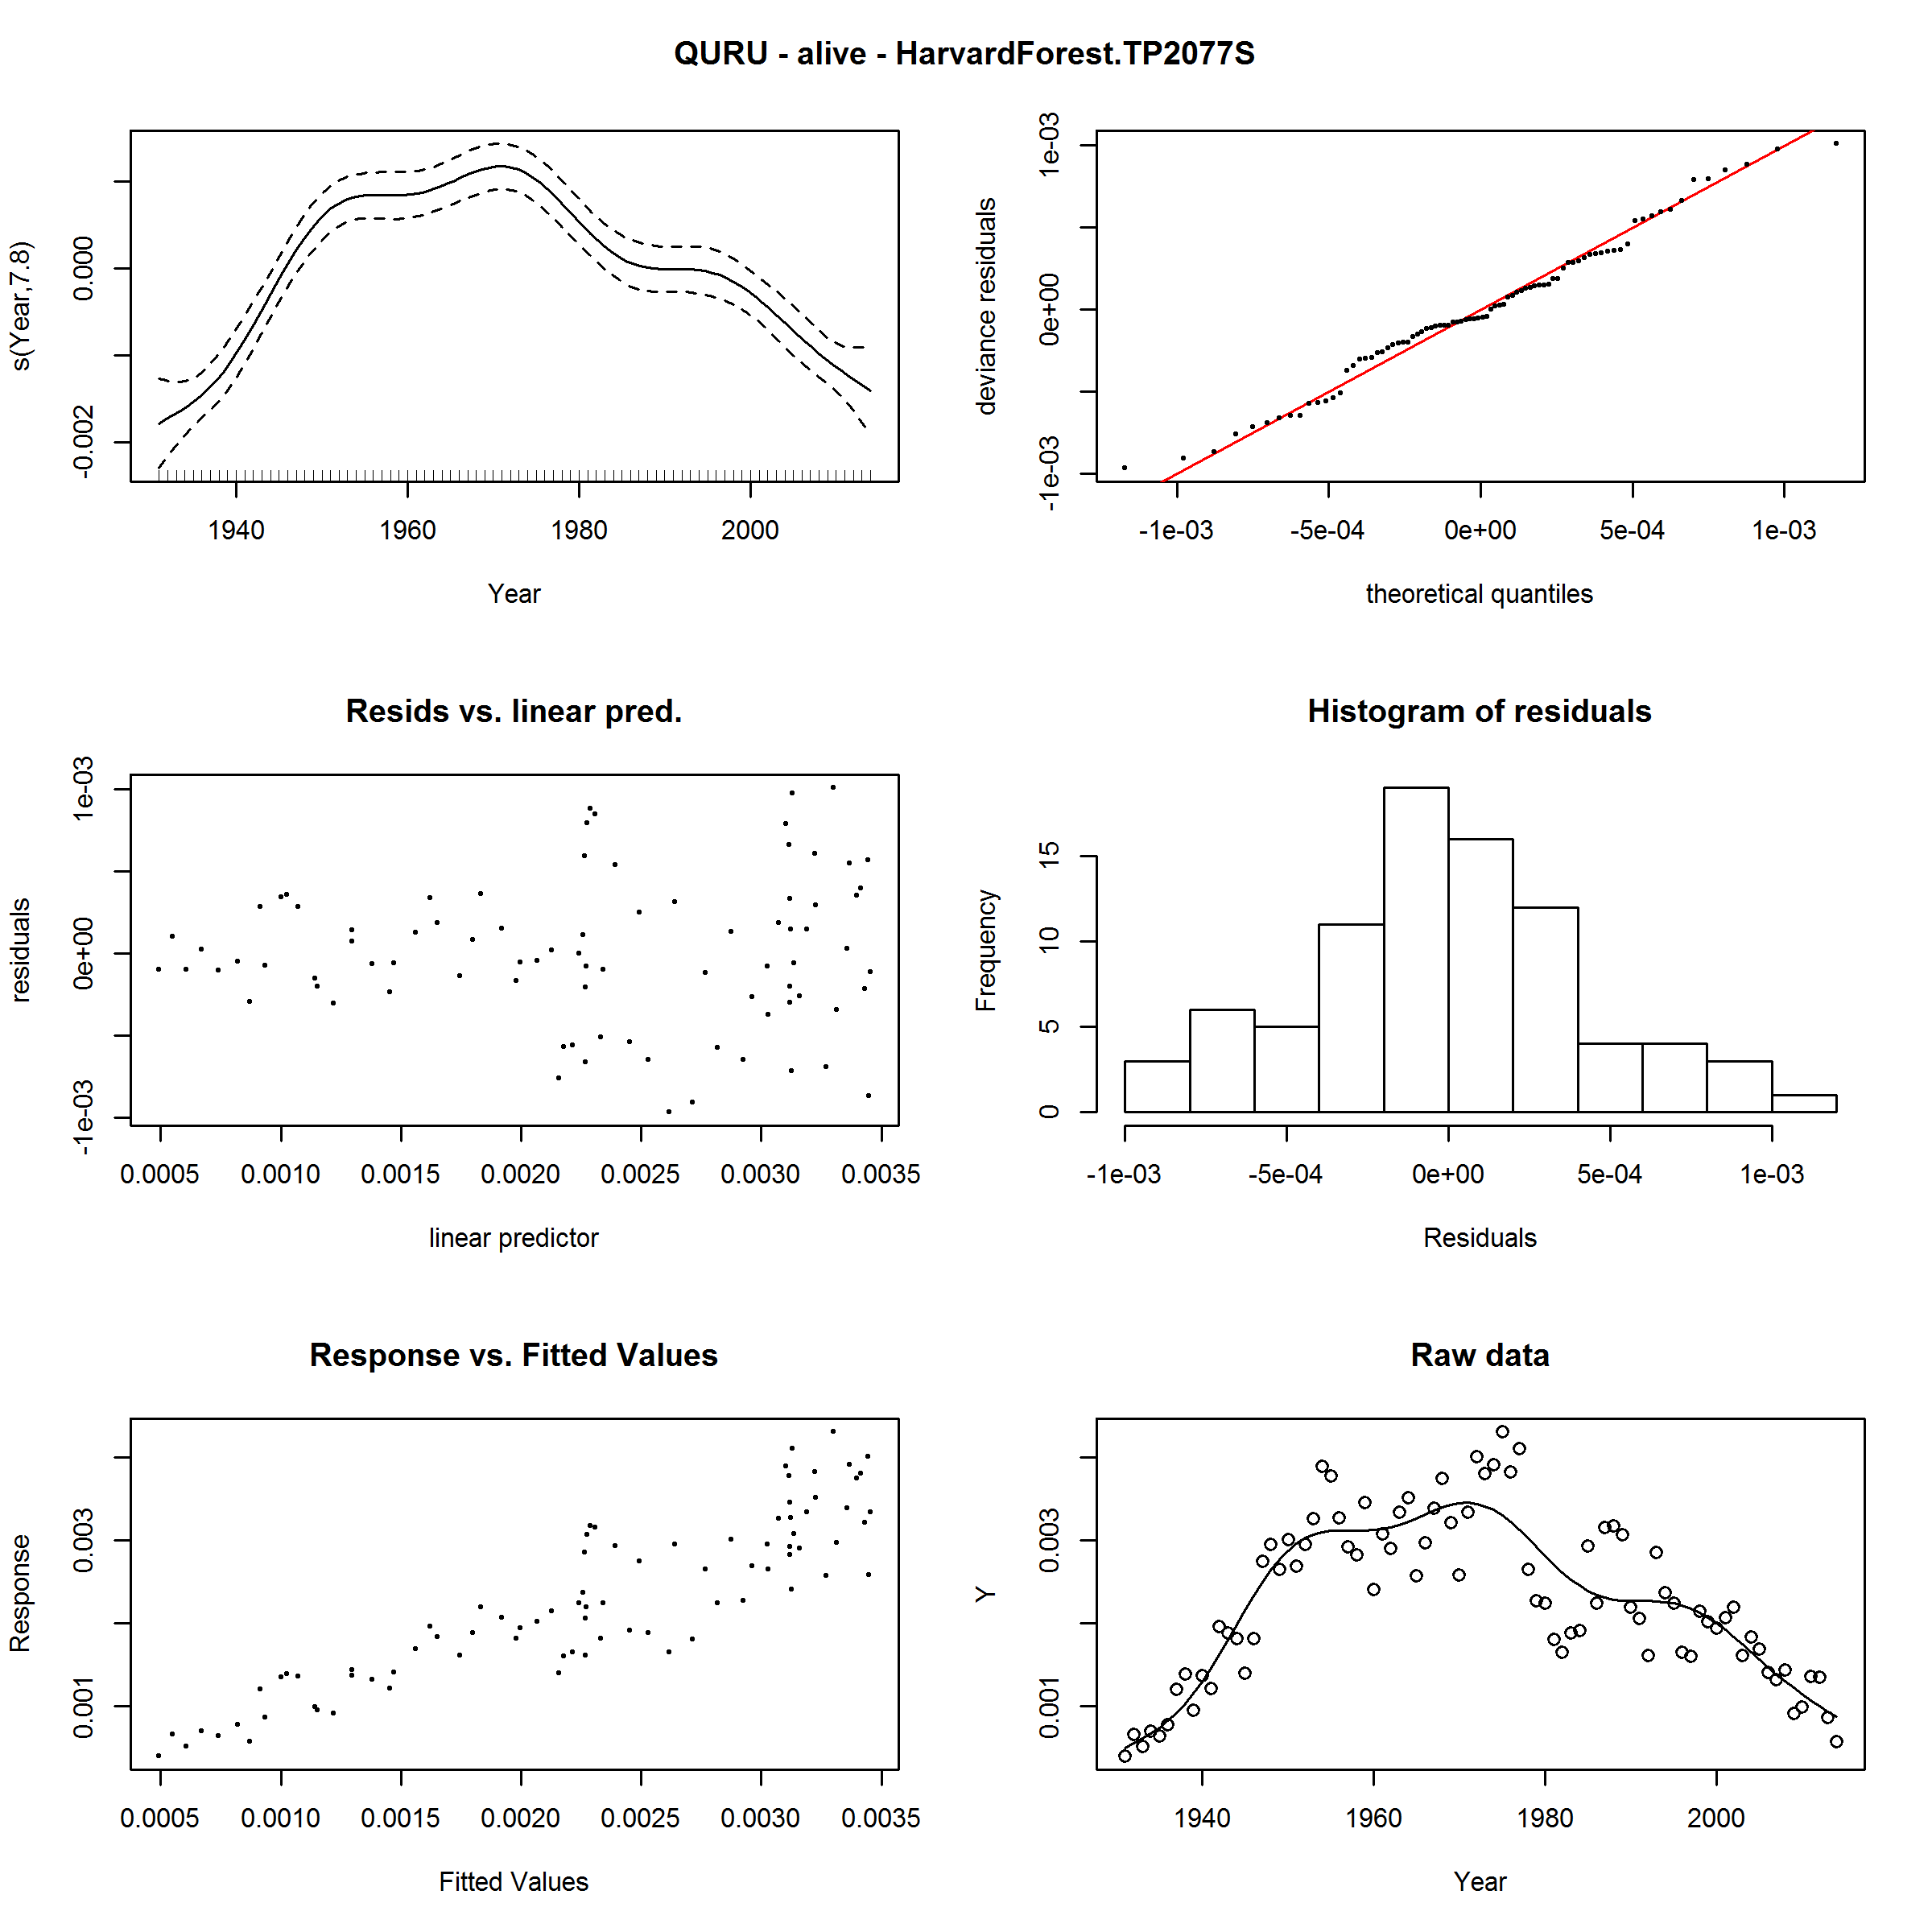 QURU - alive - HarvardForest.TP2077S
s(Year,7.8)
0.000
-0.002
1940 1960 1980 2000
Year
deviance residuals
1e-03
0e+00
-1e-03
-1e-03 -5e-04 0e+00 5e-04 1e-03
theoretical quantiles
Resids vs. linear pred.
residuals
1e-03
0e+00
-1e-03
0.0005 0.0010 0.0015 0.0020 0.0025 0.0030 0.0035
linear predictor
Histogram of residuals
Frequency
15
10
5
0
-1e-03 -5e-04 0e+00 5e-04 1e-03
Residuals
Response vs. Fitted Values
Response
0.003
0.001
0.0005 0.0010 0.0015 0.0020 0.0025 0.0030 0.0035
Fitted Values
Raw data
Y
0.003
0.001
1940 1960 1980 2000
Year